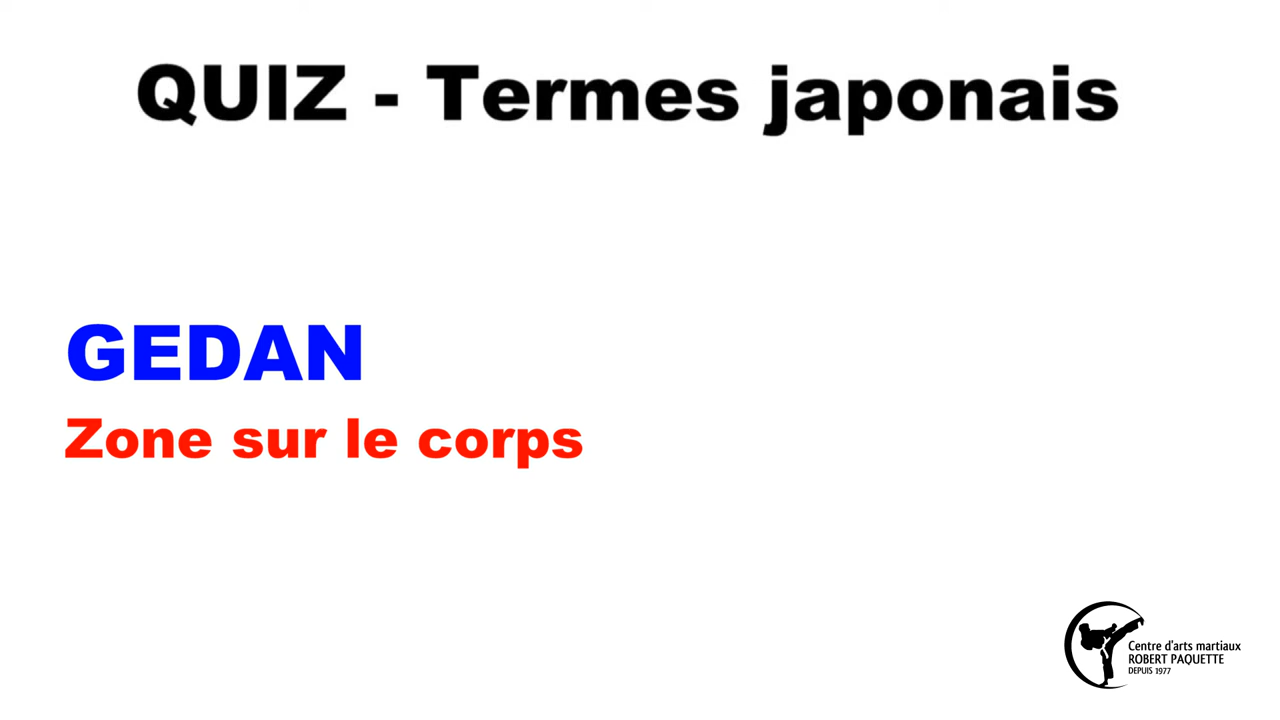 QUIZ - Termes japonais
GEDAN
Zone sur le corps
Centre d'arts martiaux
ROBERT PAQUETTE
DEPUIS 1977